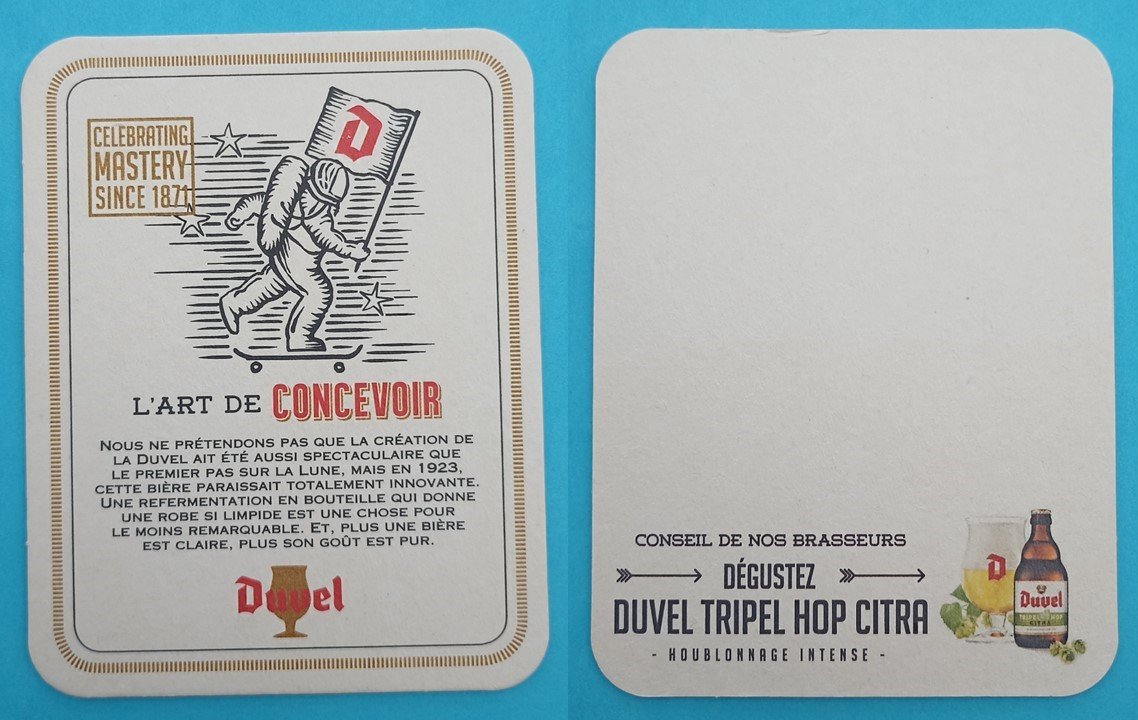 CELEBRATING
MASTERY
SINCE 1871
D
L'ART DE CONCEVOIR
NOUS NE PRÉTENDONS PAS QUE LA CRÉATION DE
LA DUVEL AIT ÉTÉ AUSSI SPECTACULAIRE QUE
LE PREMIER PAS SUR LA LUNE, MAIS EN 1923,
CETTE BIÈRE PARAISSAIT TOTALEMENT INNOVANTE.
UNE REFERMENTATION EN BOUTEILLE QUI DONNE
UNE ROBE SI LIMPIDE EST UNE CHOSE POUR
LE MOINS REMARQUABLE. ET, PLUS UNE BIÈRE
EST CLAIRE, PLUS SON GOÛT EST PUR.
Duvel
CONSEIL DE NOS BRASSEURS
DÉGUSTEZ
DUVEL TRIPEL HOP CITRA
- HOUBLONNAGE INTENSE -
D
Duvel
TRIPEL HOP
CITRA